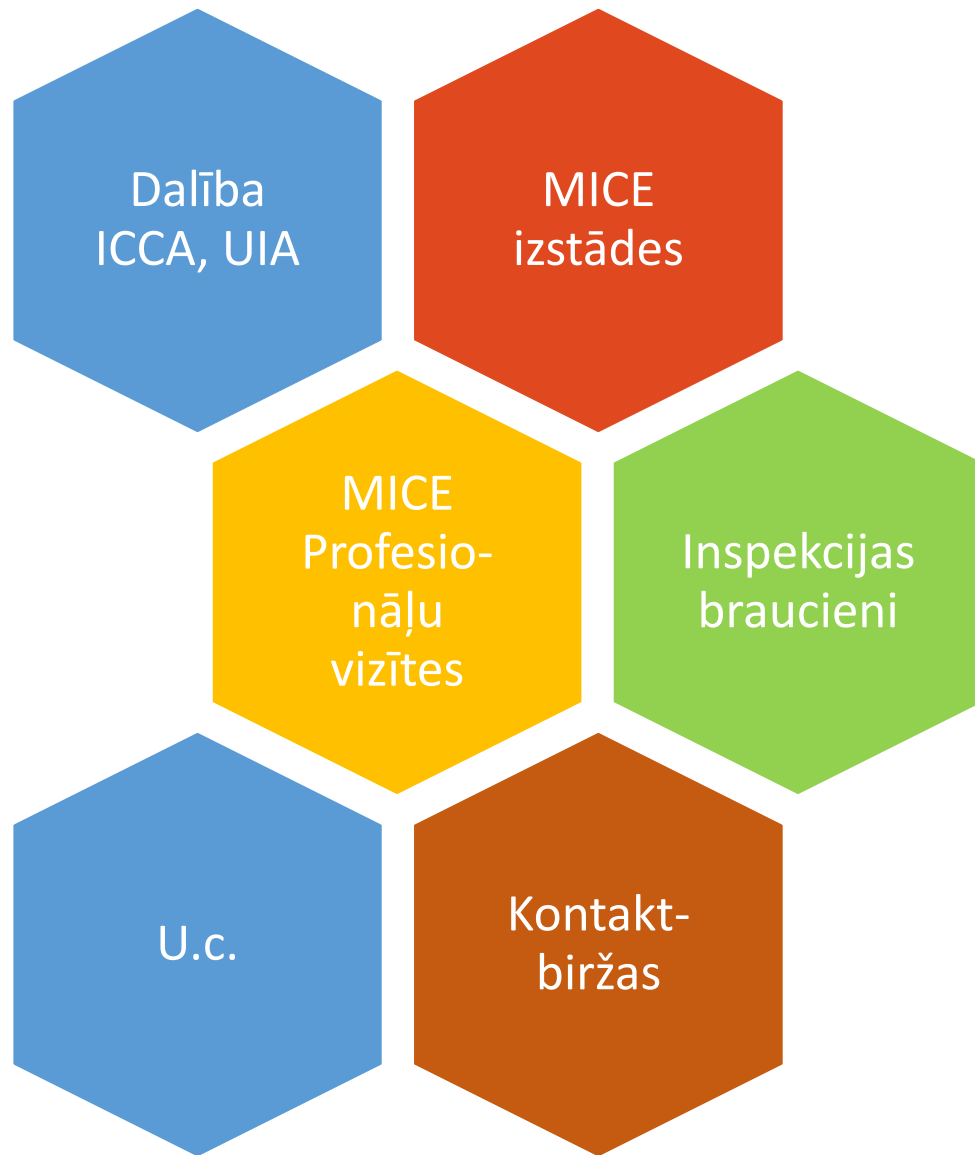 Dalība
ICCA, UIA
MICE
izstādes
MICE
Profesio-
nāļu
vizītes
Inspekcijas
braucieni
U.c.
Kontakt-
biržas